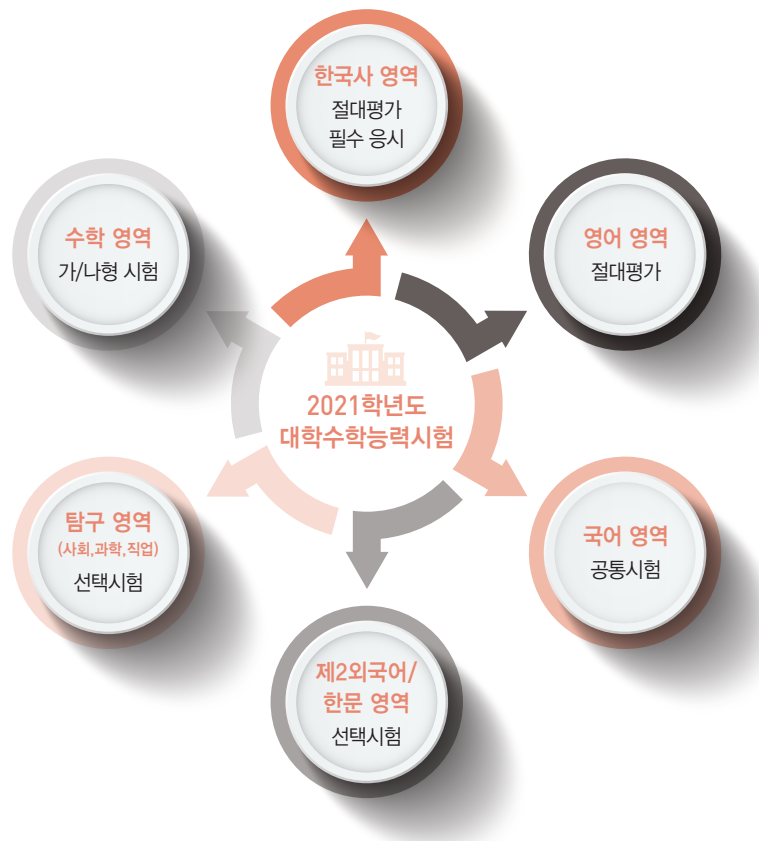 한국사 영역
절대평가
필수 응시
수학 영역
가/나형 시험
영어 영역
절대평가
2021학년도
대학수학능력시험
탐구 영역
(사회,과학,직업)
선택시험
국어 영역
공통시험
제2외국어/
한문 영역
선택시험